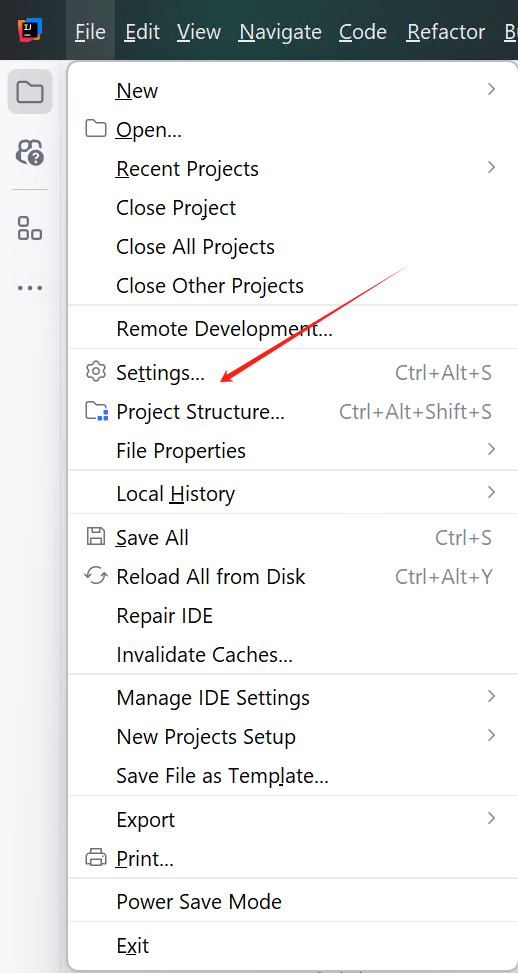 File Edit View Navigate Code Refactor
New
Open...
Recent Projects
Close Project
Close All Projects
Close Other Projects
Remote Development...
Settings... Ctrl+Alt+S
Project Structure... Ctrl+Alt+Shift+S
File Properties
Local History
Save All Ctrl+S
Reload All from Disk Ctrl+Alt+Y
Repair IDE
Invalidate Caches...
Manage IDE Settings
New Projects Setup
Save File as Template...
Export
Print...
Power Save Mode
Exit